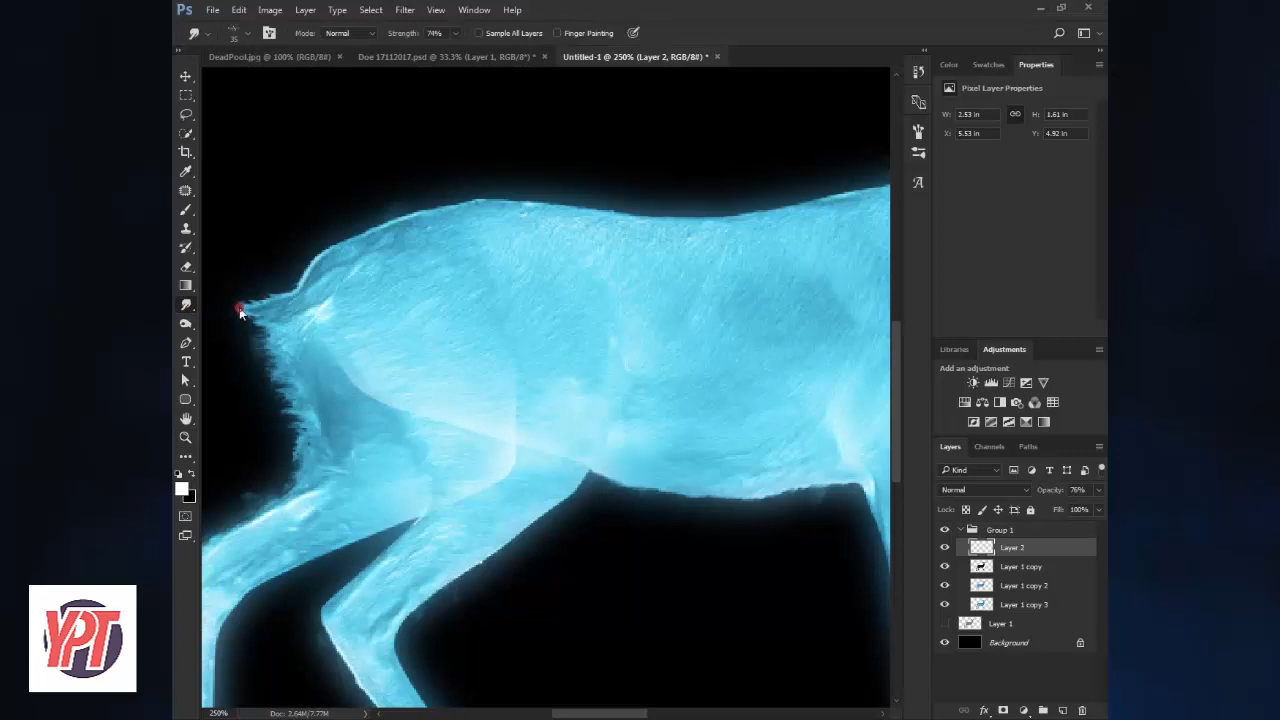 Ps File Edit Image Layer Type Select Filter View Window Help
35 Mode: Normal Strength: 74% Sample All Layers Finger Painting
DeadPool.jpg @ 100% (RGB/8#) × Doe 17112017.psd @ 33.3% (Layer 1, RGB/8*) * × Untitled-1 @ 250% (Layer 2, RGB/8#) * ×
Color Swatches Properties
Pixel Layer Properties
W: 2.53 in H: 1.61 in
X: 5.53 in Y: 4.92 in
Libraries Adjustments
Add an adjustment
Layers Channels Paths
Kind
Normal Opacity: 76%
Lock: Fill: 100%
Group 1
Layer 2
Layer 1 copy
Layer 1 copy 2
Layer 1 copy 3
Layer 1
Background
250% Doc: 2.64M/7.77M
YPT